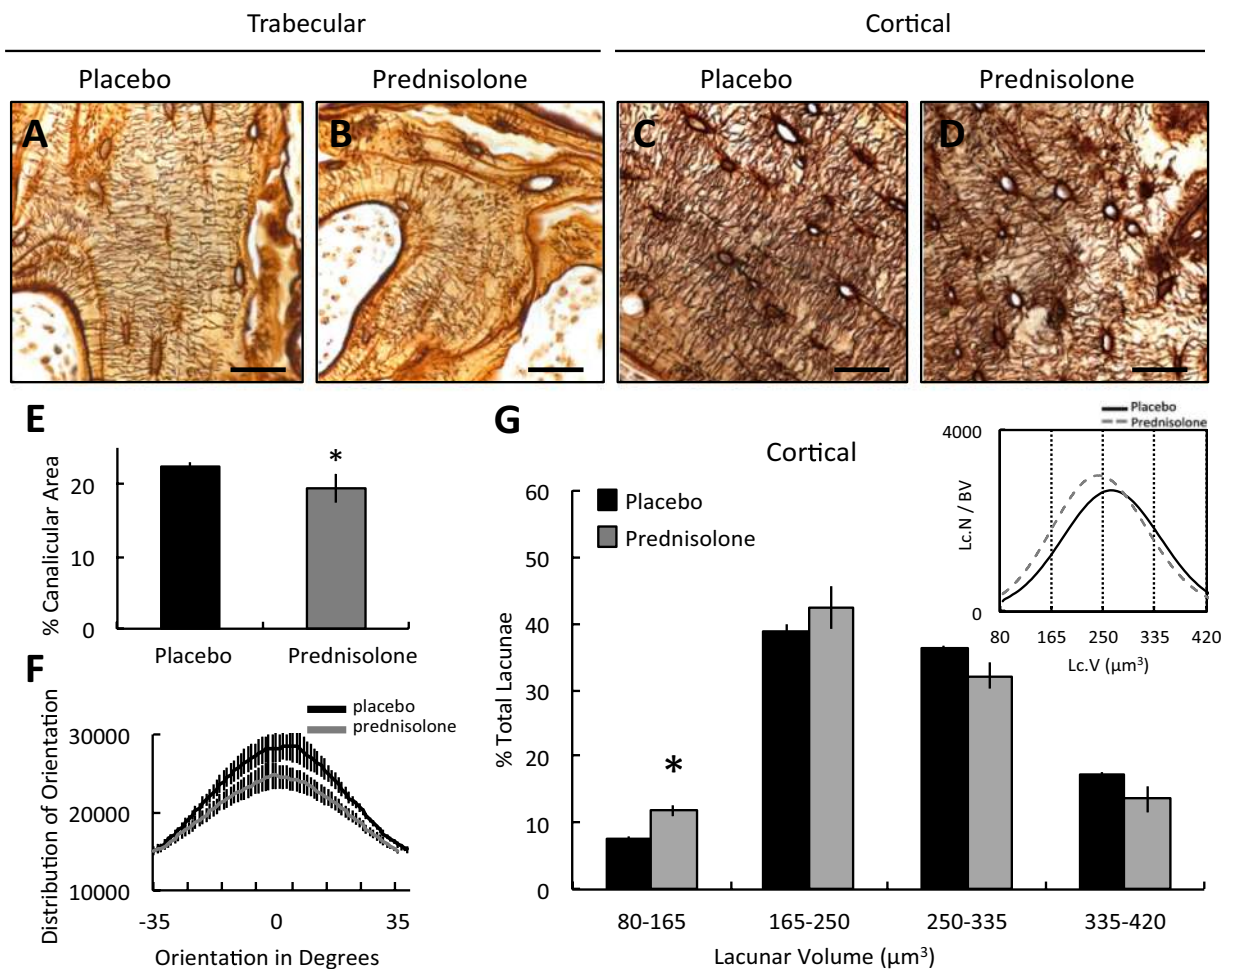 Trabecular
Cortical
Placebo
Prednisolone
Placebo
Prednisolone
A
B
C
D
E
% Canalicular Area
20
10
0
*
Placebo
Prednisolone
F
placebo
prednisolone
Distribution of Orientation
30000
20000
10000
-35
0
35
Orientation in Degrees
G
Cortical
Placebo
Prednisolone
% Total Lacunae
60
50
40
30
20
10
0
*
80-165
165-250
250-335
335-420
Lacunar Volume (µm³)
Placebo
Prednisolone
4000
Lc.N / BV
0
80
165
250
335
420
Lc.V (µm³)